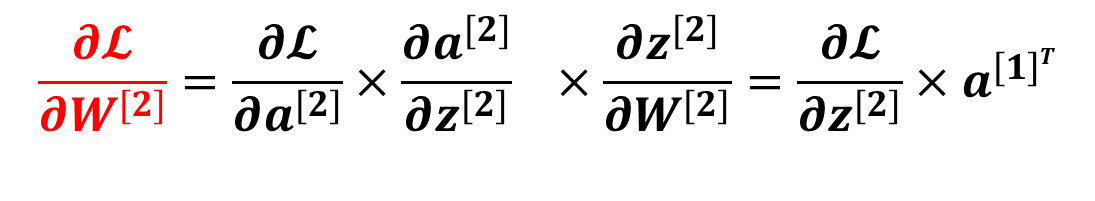 ∂ℒ/∂W^[2] = ∂ℒ/∂a^[2] × ∂a^[2]/∂z^[2] × ∂z^[2]/∂W^[2] = ∂ℒ/∂z^[2] × a^[1]^T